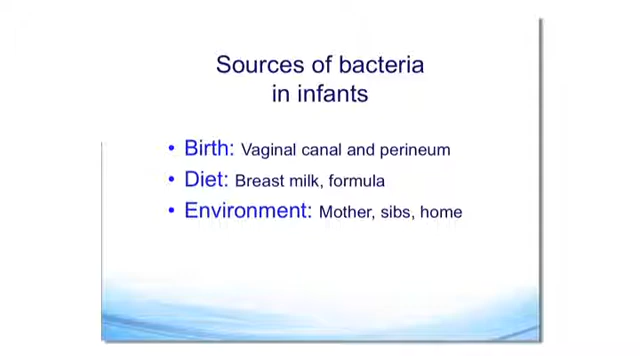 Sources of bacteria
in infants
• Birth: Vaginal canal and perineum
• Diet: Breast milk, formula
• Environment: Mother, sibs, home